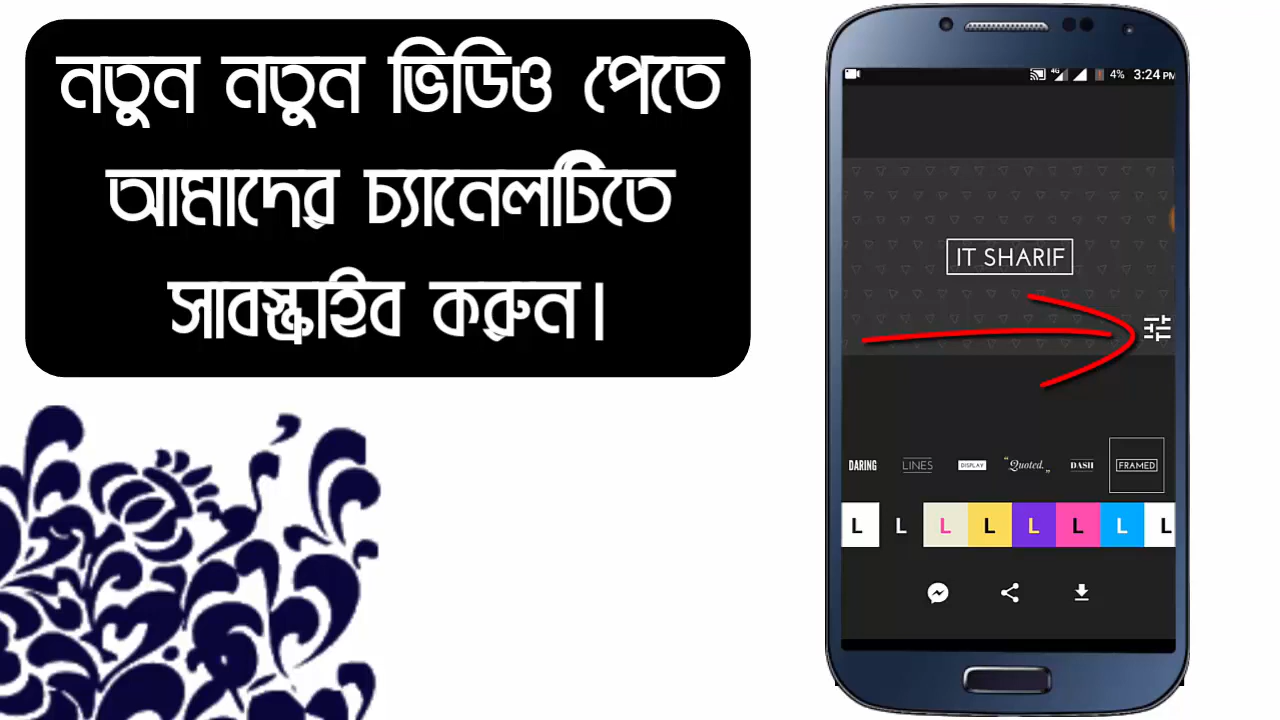 নতুন নতুন ভিডিও পেতে
আমাদের চ্যানেলটিতে
সাবস্ক্রাইব করুন।
4G 4% 3:24 PM
IT SHARIF
DARING LINES DISPLAY “Quoted.„ DASH FRAMED
L L L L L L L L